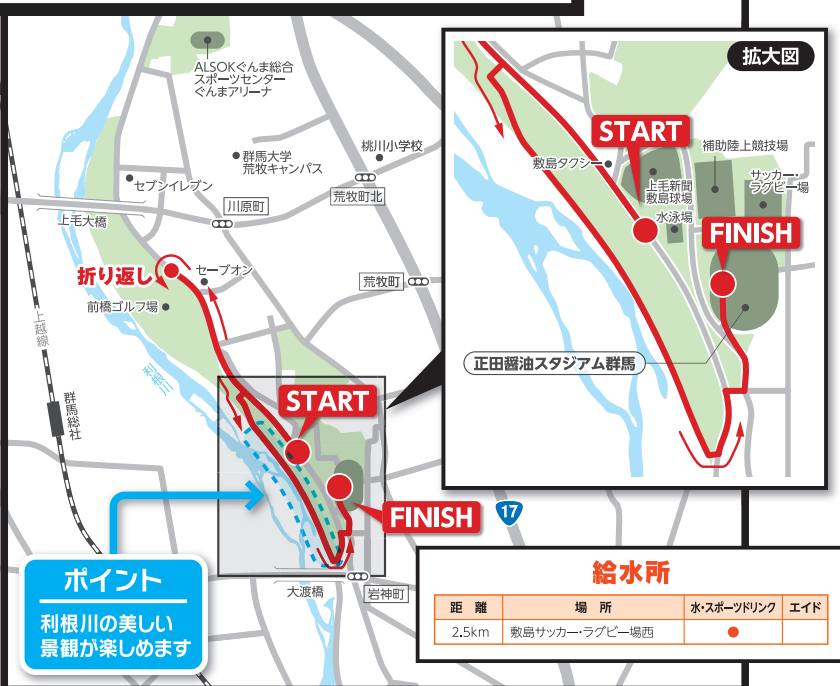 ALSOKぐんま総合
スポーツセンター
ぐんまアリーナ
群馬大学
荒牧キャンパス
桃川小学校
セブンイレブン
川原町
荒牧町北
上毛大橋
折り返し
セーブオン
荒牧町
前橋ゴルフ場
上越線
利根川
群馬総社
START
FINISH
17
大渡橋
岩神町
ポイント
利根川の美しい
景観が楽しめます
拡大図
START
敷島タクシー
補助陸上競技場
上毛新聞
敷島球場
サッカー・
ラグビー場
水泳場
FINISH
正田醤油スタジアム群馬
給水所
距 離 場 所 水・スポーツドリンク エイド
2.5km 敷島サッカー・ラグビー場西 ●